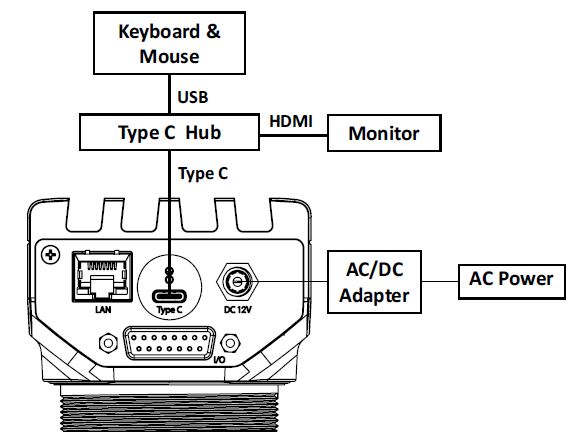 Keyboard &
Mouse
USB
Type C Hub
HDMI
Monitor
Type C
LAN
Type C
DC 12V
I/O
AC/DC
Adapter
AC Power